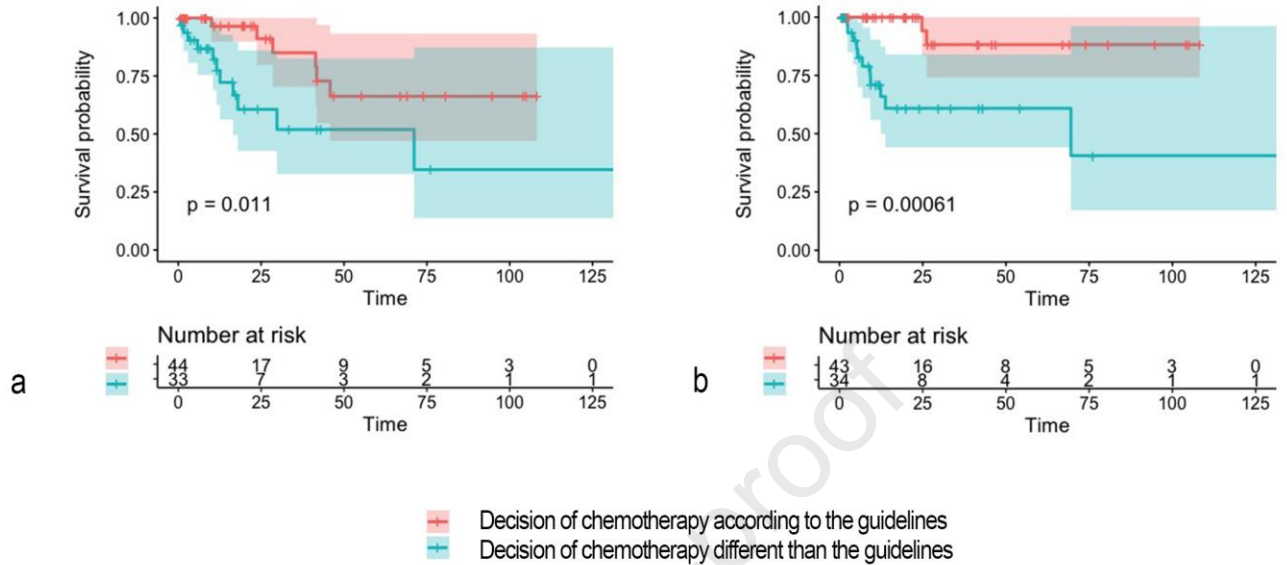 Survival probability
1.00
0.75
0.50
0.25
0.00
p = 0.011
0 25 50 75 100 125
Time
Number at risk
44 17 9 5 3 0
33 7 3 2 1 1
0 25 50 75 100 125
Time
a
Survival probability
1.00
0.75
0.50
0.25
0.00
p = 0.00061
0 25 50 75 100 125
Time
Number at risk
43 16 8 5 3 0
34 8 4 2 1 1
0 25 50 75 100 125
Time
b
proof
Decision of chemotherapy according to the guidelines
Decision of chemotherapy different than the guidelines